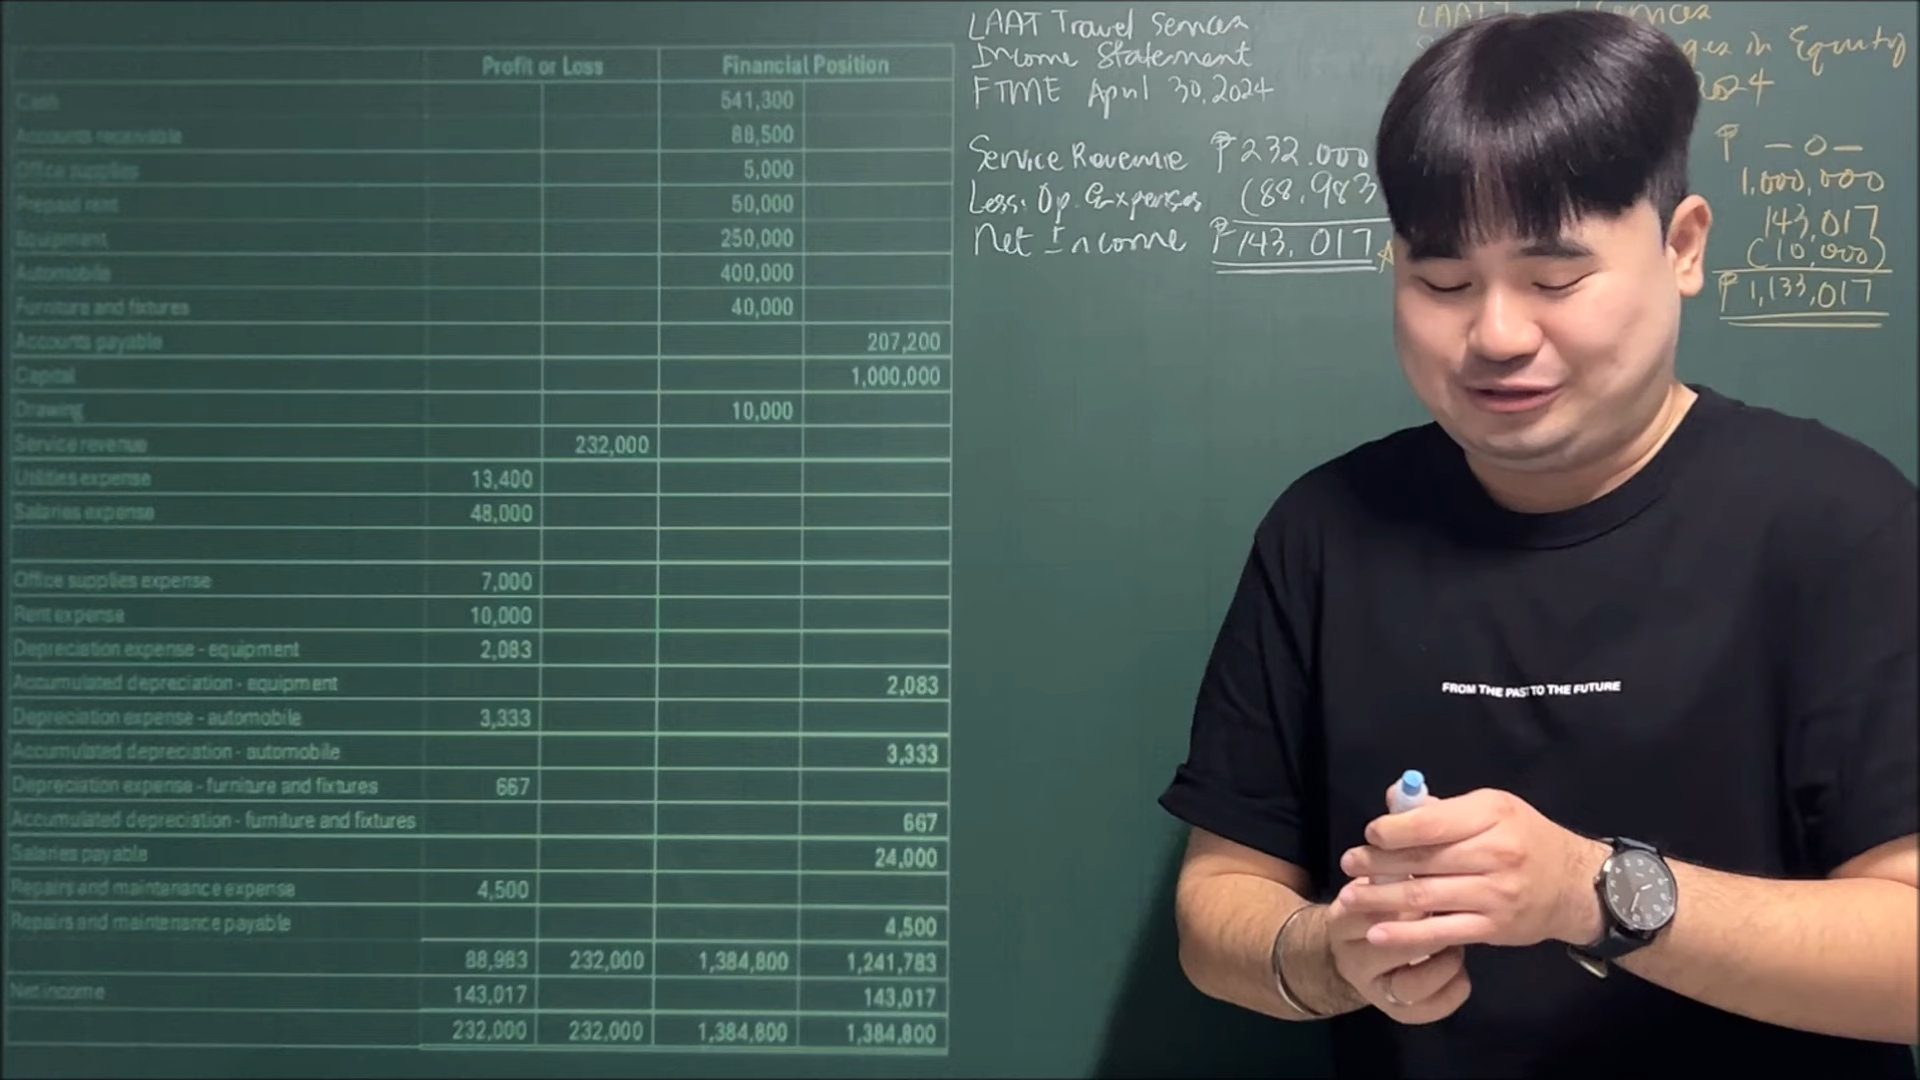 Profit or Loss Financial Position
Cash 541,300
Accounts receivable 88,500
Office supplies 5,000
Prepaid rent 50,000
Equipment 250,000
Automobile 400,000
Furniture and fixtures 40,000
Accounts payable 207,200
Capital 1,000,000
Drawing 10,000
Service revenue 232,000
Utilities expense 13,400
Salaries expense 48,000
Office supplies expense 7,000
Rent expense 10,000
Depreciation expense - equipment 2,083
Accumulated depreciation - equipment 2,083
Depreciation expense - automobile 3,333
Accumulated depreciation - automobile 3,333
Depreciation expense - furniture and fixtures 667
Accumulated depreciation - furniture and fixtures 667
Salaries payable 24,000
Repairs and maintenance expense 4,500
Repairs and maintenance payable 4,500
88,983 232,000 1,384,800 1,241,783
Net income 143,017 143,017
232,000 232,000 1,384,800 1,384,800
LAAT Travel Services
Income Statement
FTME April 30, 2024
Service Revenue ₱232,000
Less: Op. Expenses (88,983
Net Income ₱143,017
in Equity
₱ -0-
1,000,000
143,017
(10,000)
₱1,133,017
FROM THE PAST TO THE FUTURE